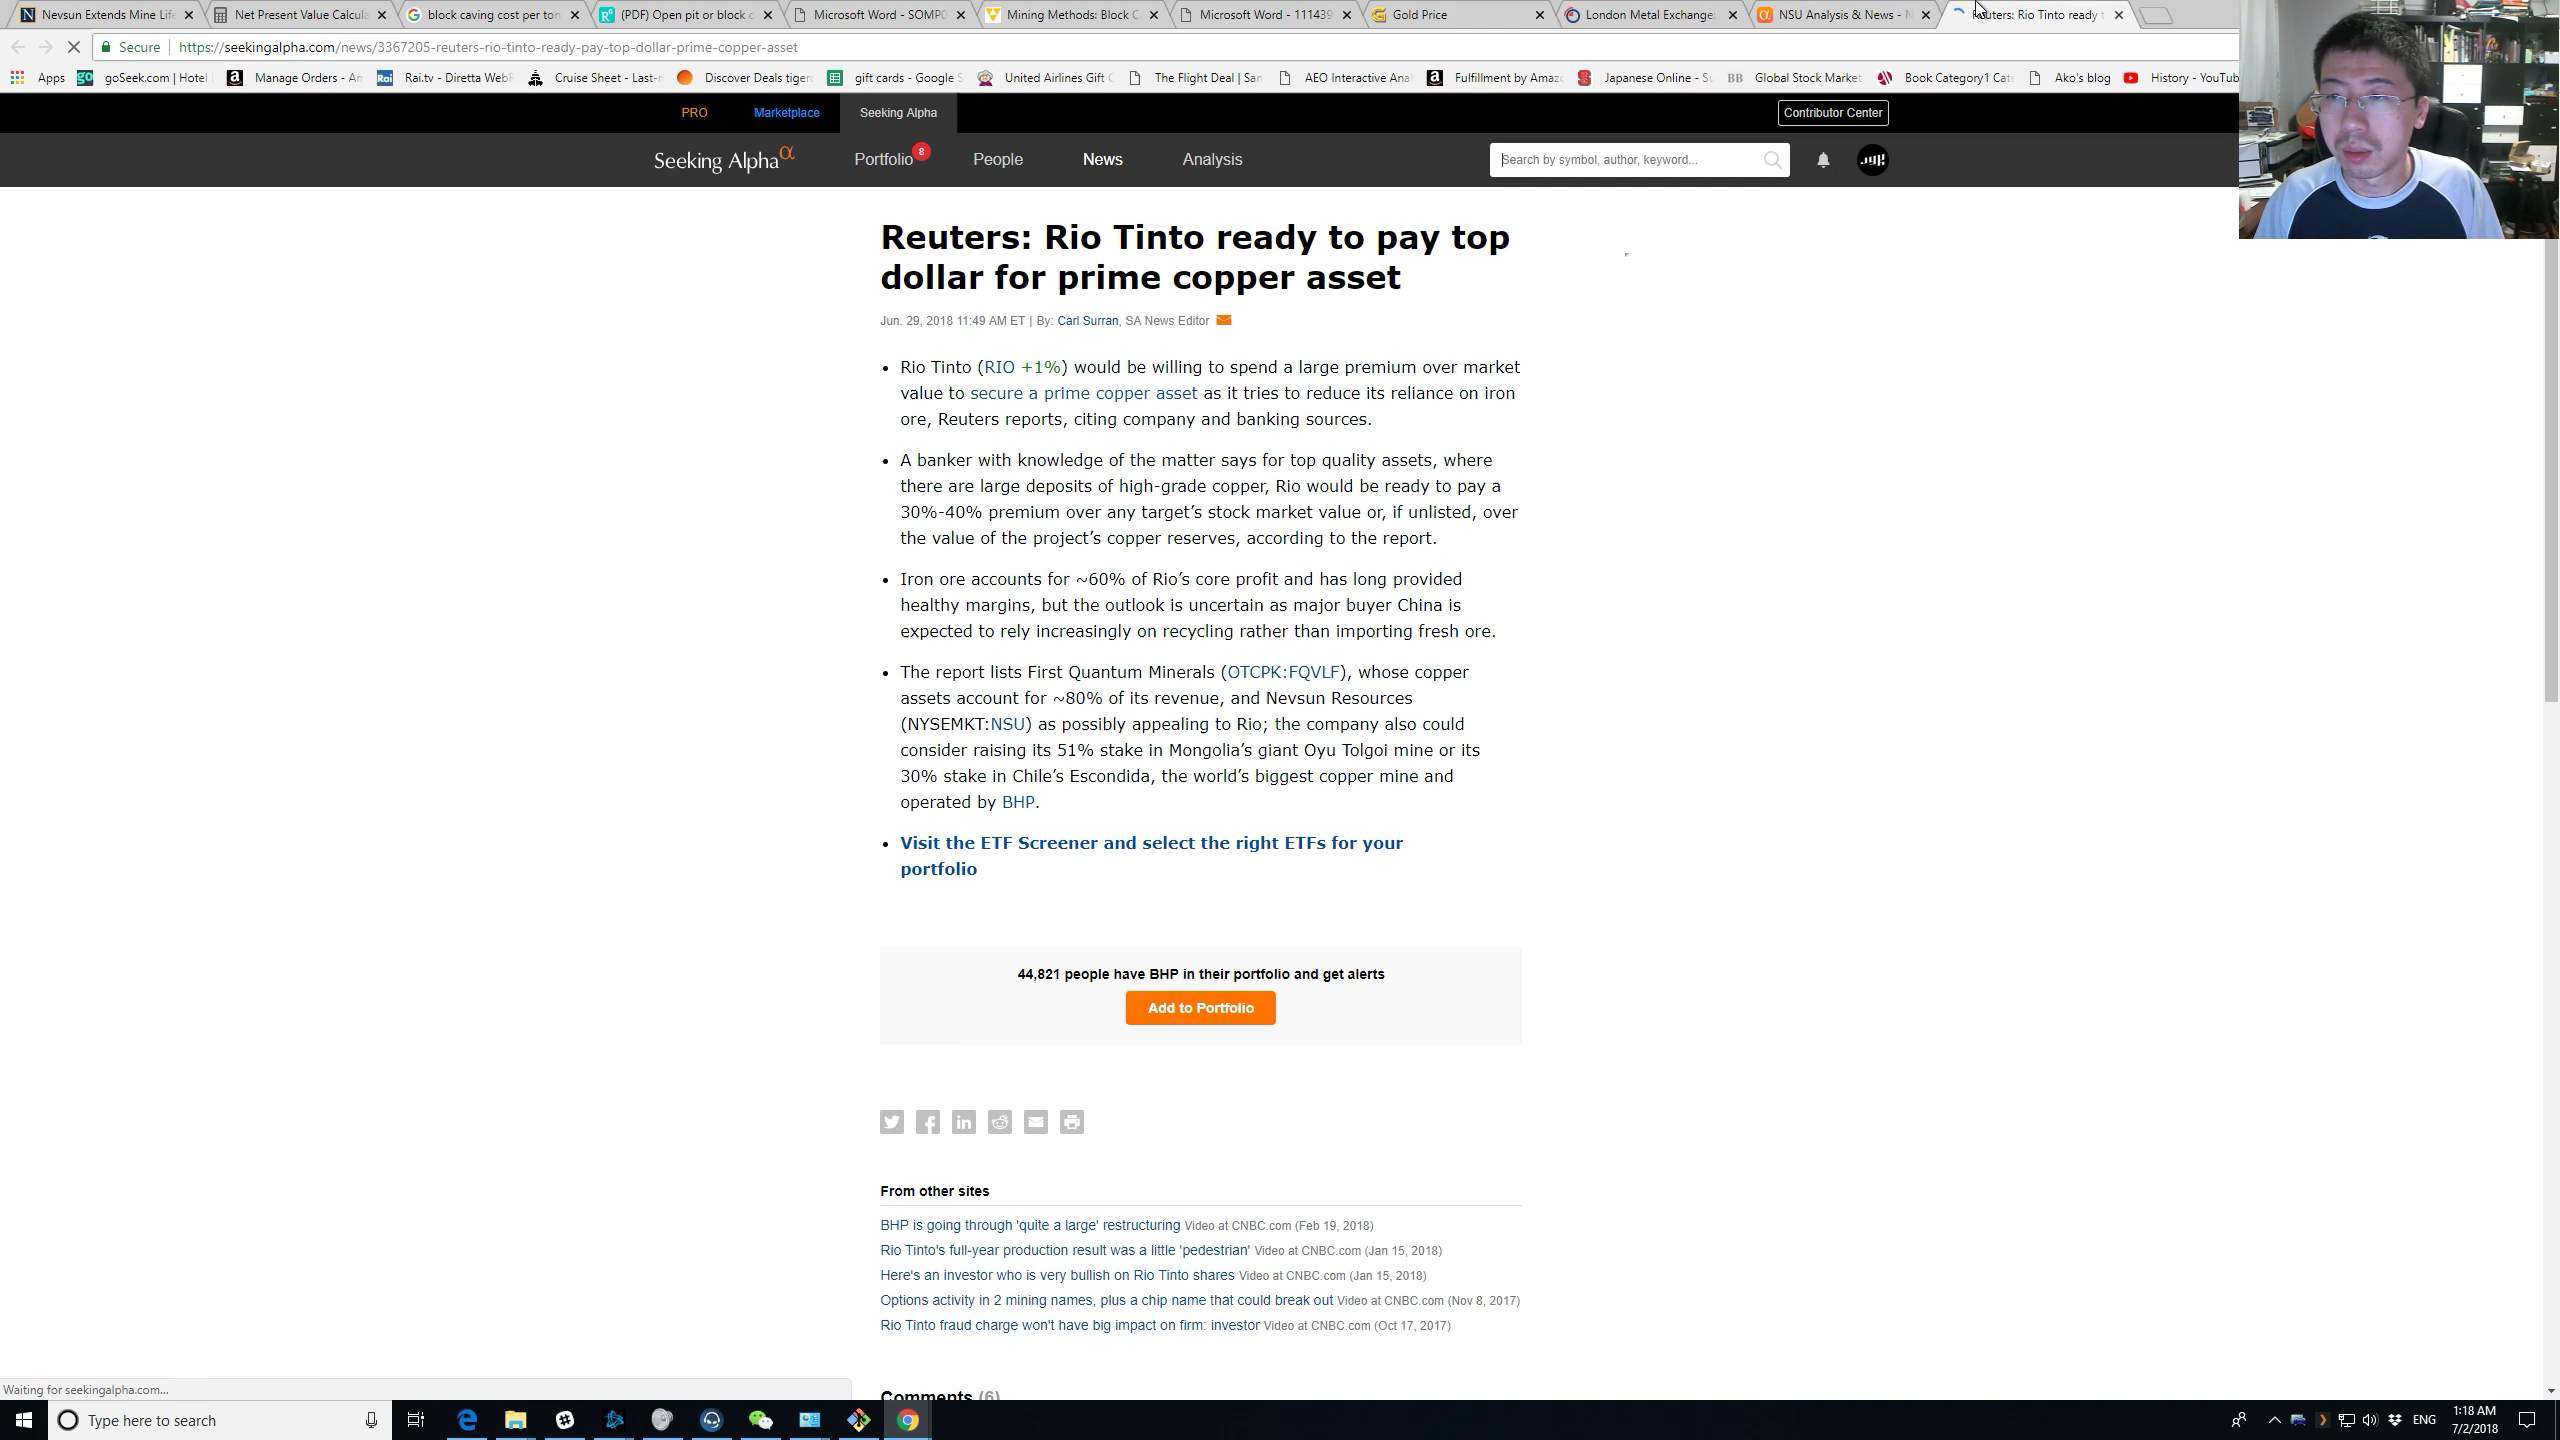 Nevsun Extends Mine Life
Net Present Value Calcula
block caving cost per ton
(PDF) Open pit or block c
Microsoft Word - SOMP0
Mining Methods: Block C
Microsoft Word - 111439
Gold Price
London Metal Exchange:
NSU Analysis & News - N
Reuters: Rio Tinto ready t
Secure
https://seekingalpha.com/news/3367205-reuters-rio-tinto-ready-pay-top-dollar-prime-copper-asset
Apps
goSeek.com | Hotel
Manage Orders - Am
Rai.tv - Diretta WebR
Cruise Sheet - Last-m
Discover Deals tiger
gift cards - Google S
United Airlines Gift C
The Flight Deal | San
AEO Interactive Anal
Fulfillment by Amaz
Japanese Online - Su
BB Global Stock Market
Book Category1 Cat
Ako's blog
History - YouTub
PRO
Marketplace
Seeking Alpha
Contributor Center
Seeking Alpha α
Portfolio 8
People
News
Analysis
Search by symbol, author, keyword...
Reuters: Rio Tinto ready to pay top
dollar for prime copper asset
Jun. 29, 2018 11:49 AM ET | By: Carl Surran, SA News Editor
• Rio Tinto (RIO +1%) would be willing to spend a large premium over market
value to secure a prime copper asset as it tries to reduce its reliance on iron
ore, Reuters reports, citing company and banking sources.
• A banker with knowledge of the matter says for top quality assets, where
there are large deposits of high-grade copper, Rio would be ready to pay a
30%-40% premium over any target’s stock market value or, if unlisted, over
the value of the project’s copper reserves, according to the report.
• Iron ore accounts for ~60% of Rio’s core profit and has long provided
healthy margins, but the outlook is uncertain as major buyer China is
expected to rely increasingly on recycling rather than importing fresh ore.
• The report lists First Quantum Minerals (OTCPK:FQVLF), whose copper
assets account for ~80% of its revenue, and Nevsun Resources
(NYSEMKT:NSU) as possibly appealing to Rio; the company also could
consider raising its 51% stake in Mongolia’s giant Oyu Tolgoi mine or its
30% stake in Chile’s Escondida, the world’s biggest copper mine and
operated by BHP.
• Visit the ETF Screener and select the right ETFs for your
portfolio
44,821 people have BHP in their portfolio and get alerts
Add to Portfolio
From other sites
BHP is going through 'quite a large' restructuring Video at CNBC.com (Feb 19, 2018)
Rio Tinto's full-year production result was a little 'pedestrian' Video at CNBC.com (Jan 15, 2018)
Here's an investor who is very bullish on Rio Tinto shares Video at CNBC.com (Jan 15, 2018)
Options activity in 2 mining names, plus a chip name that could break out Video at CNBC.com (Nov 8, 2017)
Rio Tinto fraud charge won't have big impact on firm: investor Video at CNBC.com (Oct 17, 2017)
Comments (6)
Waiting for seekingalpha.com...
Type here to search
ENG
1:18 AM
7/2/2018